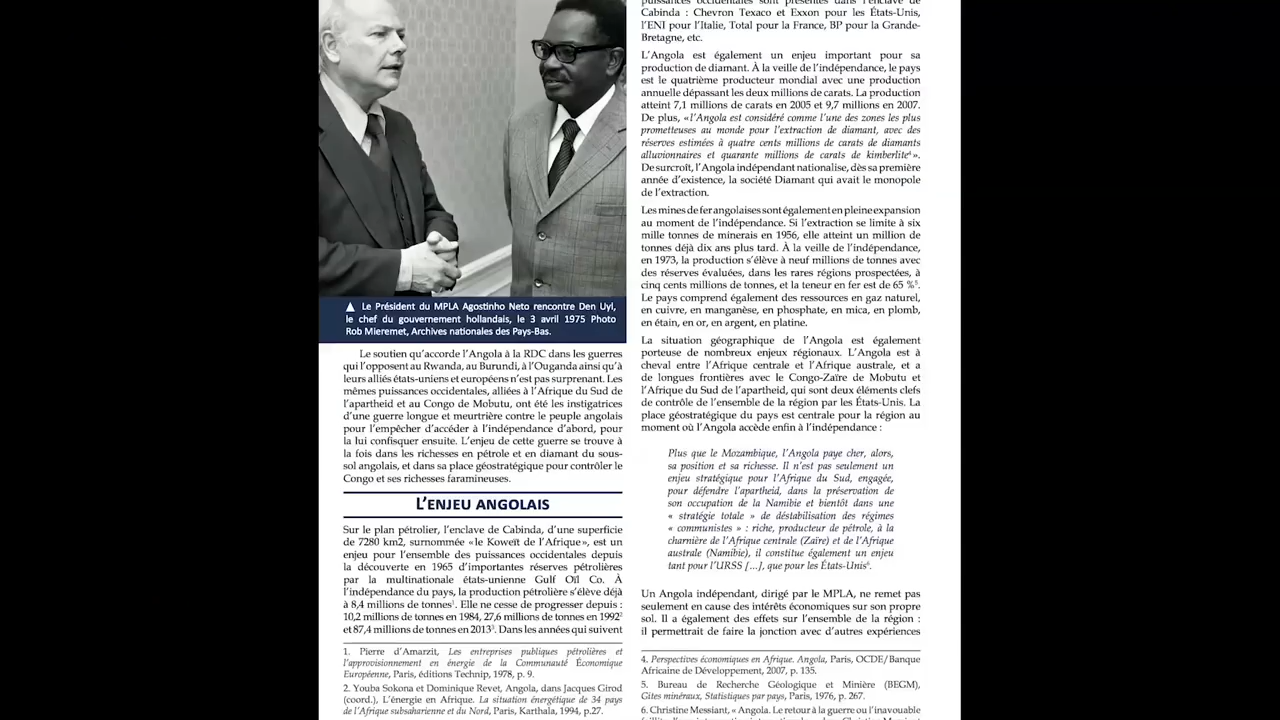 ▲ Le Président du MPLA Agostinho Neto rencontre Den Uyl,
le chef du gouvernement hollandais, le 3 avril 1975 Photo
Rob Mieremet, Archives nationales des Pays-Bas.
Le soutien qu'accorde l'Angola à la RDC dans les guerres
qui l'opposent au Rwanda, au Burundi, à l'Ouganda ainsi qu'à
leurs alliés états-uniens et européens n'est pas surprenant. Les
mêmes puissances occidentales, alliées à l'Afrique du Sud de
l'apartheid et au Congo de Mobutu, ont été les instigatrices
d'une guerre longue et meurtrière contre le peuple angolais
pour l'empêcher d'accéder à l'indépendance d'abord, pour
la lui confisquer ensuite. L'enjeu de cette guerre se trouve à
la fois dans les richesses en pétrole et en diamant du sous-
sol angolais, et dans sa place géostratégique pour contrôler le
Congo et ses richesses faramineuses.
L'ENJEU ANGOLAIS
Sur le plan pétrolier, l'enclave de Cabinda, d'une superficie
de 7280 km2, surnommée «le Koweït de l'Afrique», est un
enjeu pour l'ensemble des puissances occidentales depuis
la découverte en 1965 d'importantes réserves pétrolières
par la multinationale états-unienne Gulf Oïl Co. À
l'indépendance du pays, la production pétrolière s'élève déjà
à 8,4 millions de tonnes¹. Elle ne cesse de progresser depuis :
10,2 millions de tonnes en 1984, 27,6 millions de tonnes en 1992²
et 87,4 millions de tonnes en 2013³. Dans les années qui suivent
1. Pierre d'Amarzit, Les entreprises publiques pétrolières et
l'approvisionnement en énergie de la Communauté Économique
Européenne, Paris, éditions Technip, 1978, p. 9.
2. Youba Sokona et Dominique Revet, Angola, dans Jacques Girod
(coord.), L'énergie en Afrique. La situation énergétique de 34 pays
de l'Afrique subsaharienne et du Nord, Paris, Karthala, 1994, p.27.
puissances occidentales sont présentes dans l'enclave de
Cabinda : Chevron Texaco et Exxon pour les États-Unis,
l'ENI pour l'Italie, Total pour la France, BP pour la Grande-
Bretagne, etc.
L'Angola est également un enjeu important pour sa
production de diamant. À la veille de l'indépendance, le pays
est le quatrième producteur mondial avec une production
annuelle dépassant les deux millions de carats. La production
atteint 7,1 millions de carats en 2005 et 9,7 millions en 2007.
De plus, «l'Angola est considéré comme l'une des zones les plus
prometteuses au monde pour l'extraction de diamant, avec des
réserves estimées à quatre cents millions de carats de diamants
alluvionnaires et quarante millions de carats de kimberlite⁴».
De surcroît, l'Angola indépendant nationalise, dès sa première
année d'existence, la société Diamant qui avait le monopole
de l'extraction.
Les mines de fer angolaises sont également en pleine expansion
au moment de l'indépendance. Si l'extraction se limite à six
mille tonnes de minerais en 1956, elle atteint un million de
tonnes déjà dix ans plus tard. À la veille de l'indépendance,
en 1973, la production s'élève à neuf millions de tonnes avec
des réserves évaluées, dans les rares régions prospectées, à
cinq cents millions de tonnes, et la teneur en fer est de 65 %⁵.
Le pays comprend également des ressources en gaz naturel,
en cuivre, en manganèse, en phosphate, en mica, en plomb,
en étain, en or, en argent, en platine.
La situation géographique de l'Angola est également
porteuse de nombreux enjeux régionaux. L'Angola est à
cheval entre l'Afrique centrale et l'Afrique australe, et a
de longues frontières avec le Congo-Zaïre de Mobutu et
l'Afrique du Sud de l'apartheid, qui sont deux éléments clefs
de contrôle de l'ensemble de la région par les États-Unis. La
place géostratégique du pays est centrale pour la région au
moment où l'Angola accède enfin à l'indépendance :
Plus que le Mozambique, l'Angola paye cher, alors,
sa position et sa richesse. Il n'est pas seulement un
enjeu stratégique pour l'Afrique du Sud, engagée,
pour défendre l'apartheid, dans la préservation de
son occupation de la Namibie et bientôt dans une
« stratégie totale » de déstabilisation des régimes
« communistes » : riche, producteur de pétrole, à la
charnière de l'Afrique centrale (Zaïre) et de l'Afrique
australe (Namibie), il constitue également un enjeu
tant pour l'URSS […], que pour les États-Unis⁶.
Un Angola indépendant, dirigé par le MPLA, ne remet pas
seulement en cause des intérêts économiques sur son propre
sol. Il a également des effets sur l'ensemble de la région :
il permettrait de faire la jonction avec d'autres expériences
4. Perspectives économiques en Afrique. Angola, Paris, OCDE/Banque
Africaine de Développement, 2007, p. 135.
5. Bureau de Recherche Géologique et Minière (BEGM),
Gites minéraux, Statistiques par pays, Paris, 1976, p. 267.
6. Christine Messiant, « Angola. Le retour à la guerre ou l'inavouable